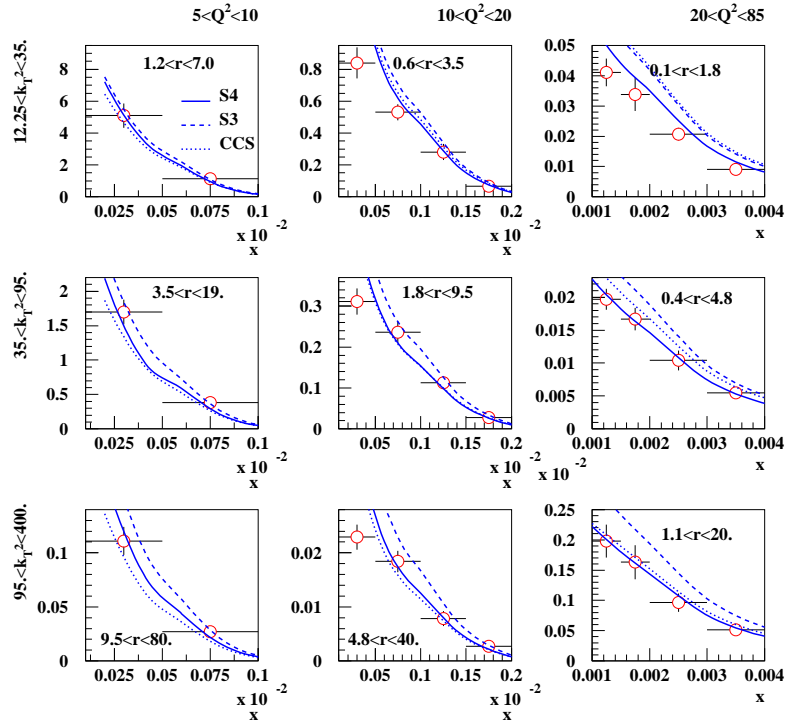 5<Q²<10 10<Q²<20 20<Q²<85
12.25<k_T²<35.
1.2<r<7.0
S4
S3
CCS
8
6
4
2
0
0.025 0.05 0.075 0.1
x 10 -2
x
0.6<r<3.5
0.8
0.6
0.4
0.2
0
0.05 0.1 0.15 0.2
x 10 -2
x
0.1<r<1.8
0.05
0.04
0.03
0.02
0.01
0
0.001 0.002 0.003 0.004
x
35.<k_T²<95.
3.5<r<19.
2
1.5
1
0.5
0
0.025 0.05 0.075 0.1
x 10 -2
x
1.8<r<9.5
0.3
0.2
0.1
0
0.05 0.1 0.15 0.2
x 10 -2
x
0.4<r<4.8
0.02
0.015
0.01
0.005
0
0.001 0.002 0.003 0.004
x
95.<k_T²<400.
9.5<r<80.
0.1
0.05
0
0.025 0.05 0.075 0.1
x 10 -2
x
4.8<r<40.
0.02
0.01
0
0.05 0.1 0.15 0.2
x 10 -2
x
x 10 -2
1.1<r<20.
0.25
0.2
0.15
0.1
0.05
0
0.001 0.002 0.003 0.004
x